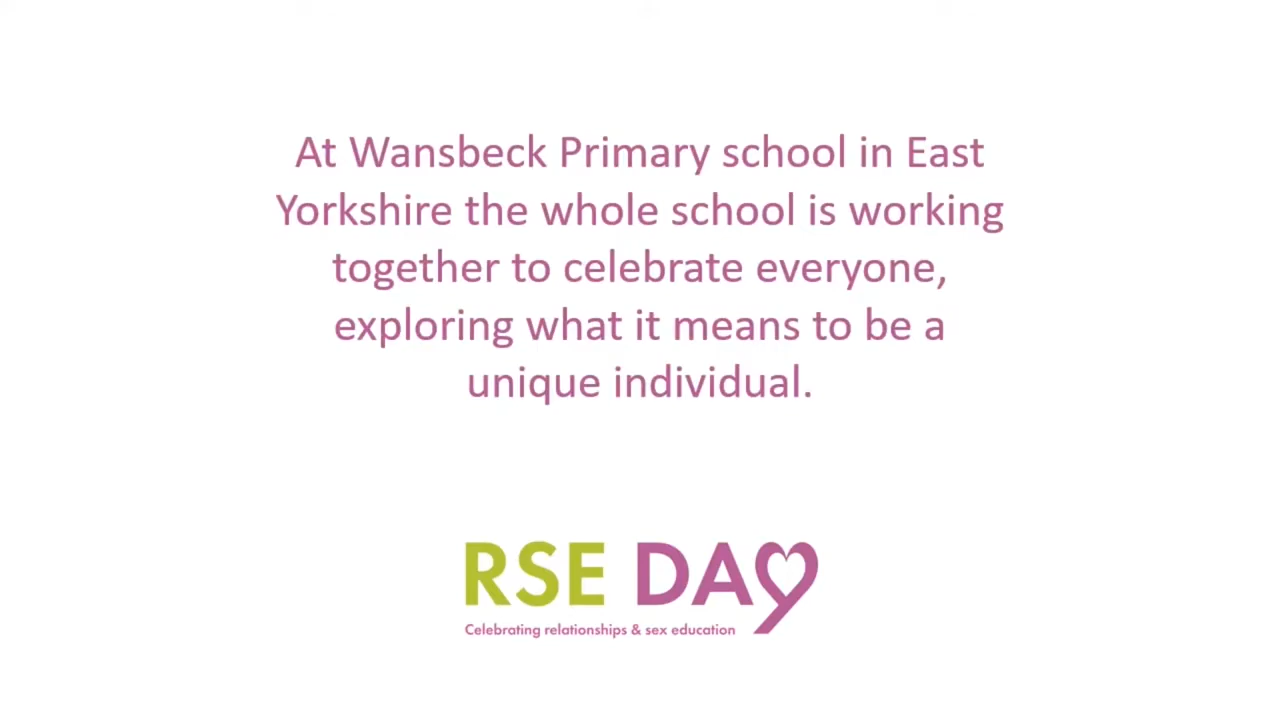 At Wansbeck Primary school in East
Yorkshire the whole school is working
together to celebrate everyone,
exploring what it means to be a
unique individual.
RSE DAY
Celebrating relationships & sex education